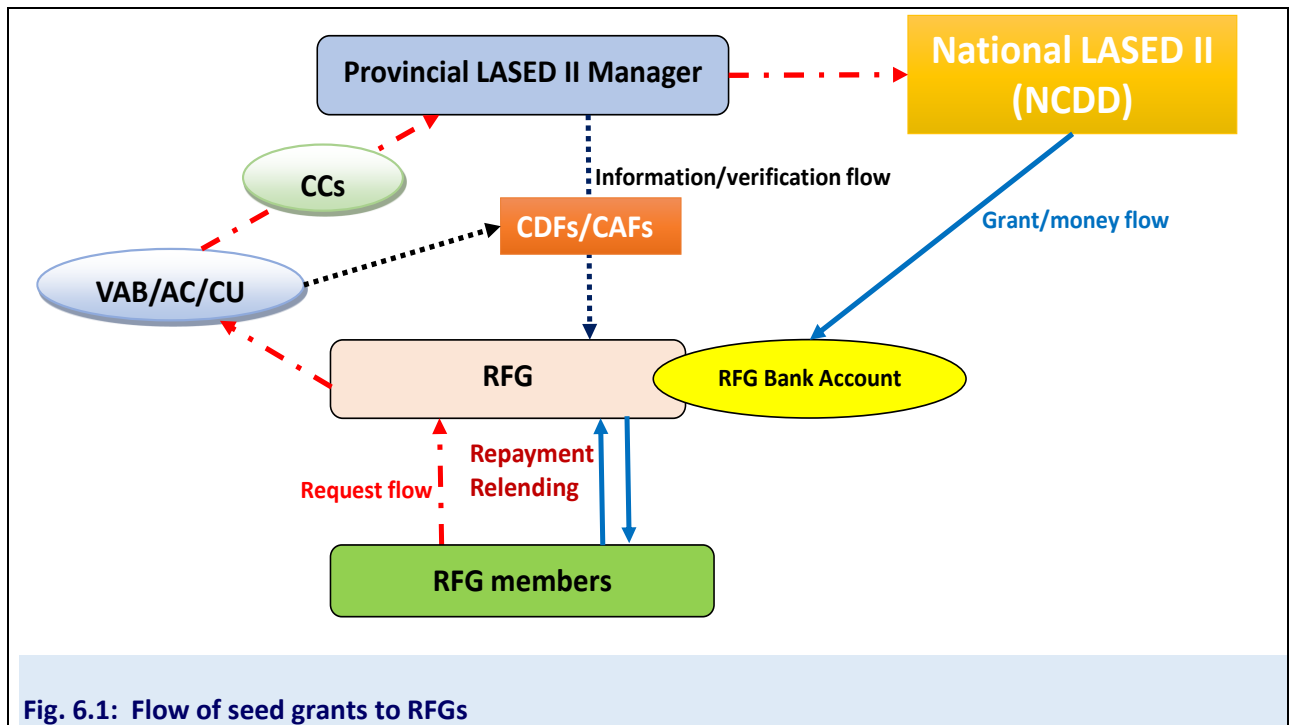 National LASED II
(NCDD)
Provincial LASED II Manager
CCs
Information/verification flow
CDFs/CAFs
Grant/money flow
VAB/AC/CU
RFG
RFG Bank Account
Repayment
Relending
Request flow
RFG members
Fig. 6.1: Flow of seed grants to RFGs